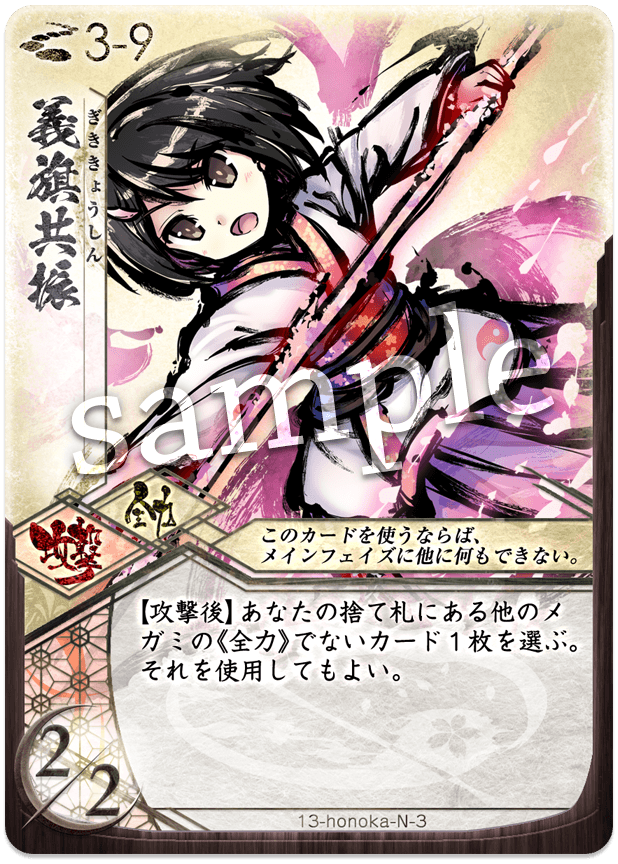 3-9
義旗共振
ぎききょうしん
sample
攻撃
全力
このカードを使うならば、
メインフェイズに他に何もできない。
【攻撃後】あなたの捨て札にある他のメ
ガミの《全力》でないカード1枚を選ぶ。
それを使用してもよい。
2/2
13-honoka-N-3